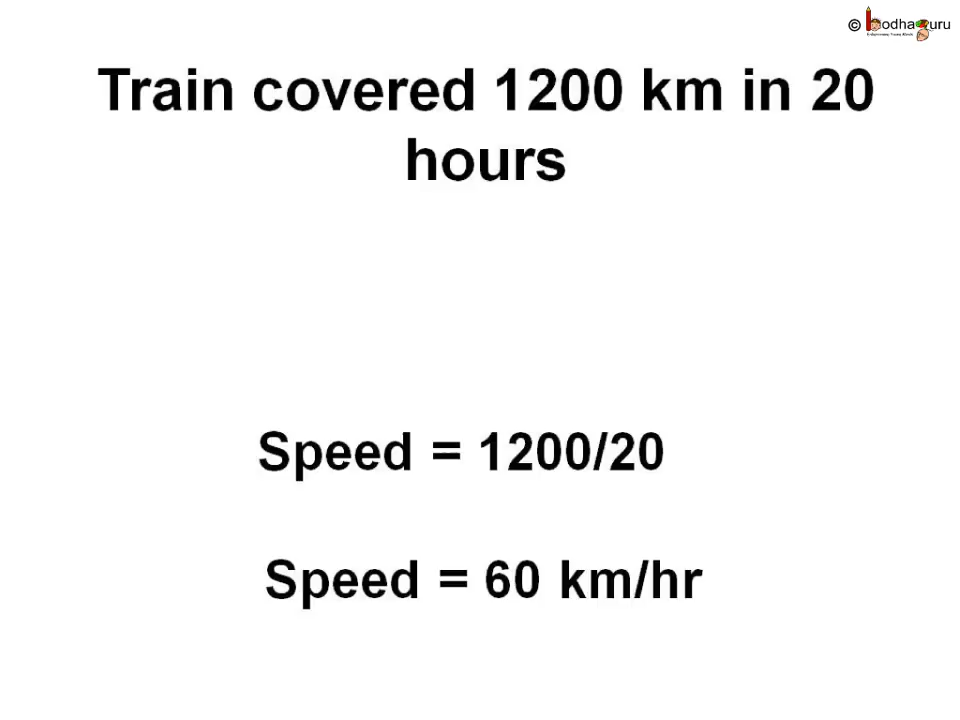 © bodhaguru
Train covered 1200 km in 20
hours
Speed = 1200/20
Speed = 60 km/hr